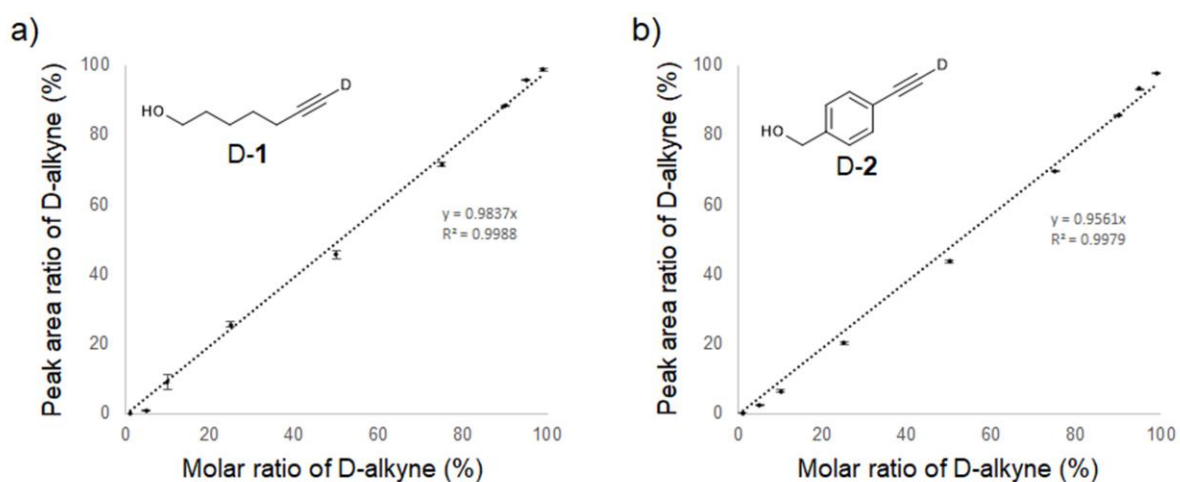 a)
Peak area ratio of D-alkyne (%)
100
80
60
40
20
0
HO
D
D-1
y = 0.9837x
R² = 0.9988
0 20 40 60 80 100
Molar ratio of D-alkyne (%)
b)
Peak area ratio of D-alkyne (%)
100
80
60
40
20
0
HO
D
D-2
y = 0.9561x
R² = 0.9979
0 20 40 60 80 100
Molar ratio of D-alkyne (%)